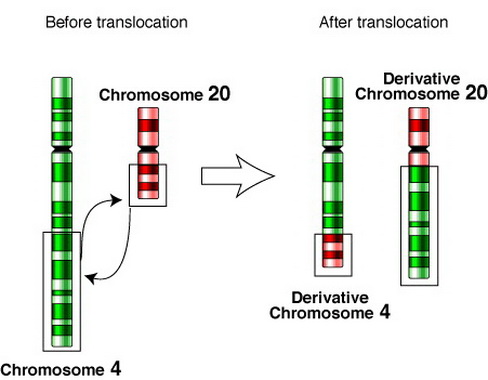 Before translocation
After translocation
Chromosome 20
Derivative
Chromosome 20
Derivative
Chromosome 4
Chromosome 4